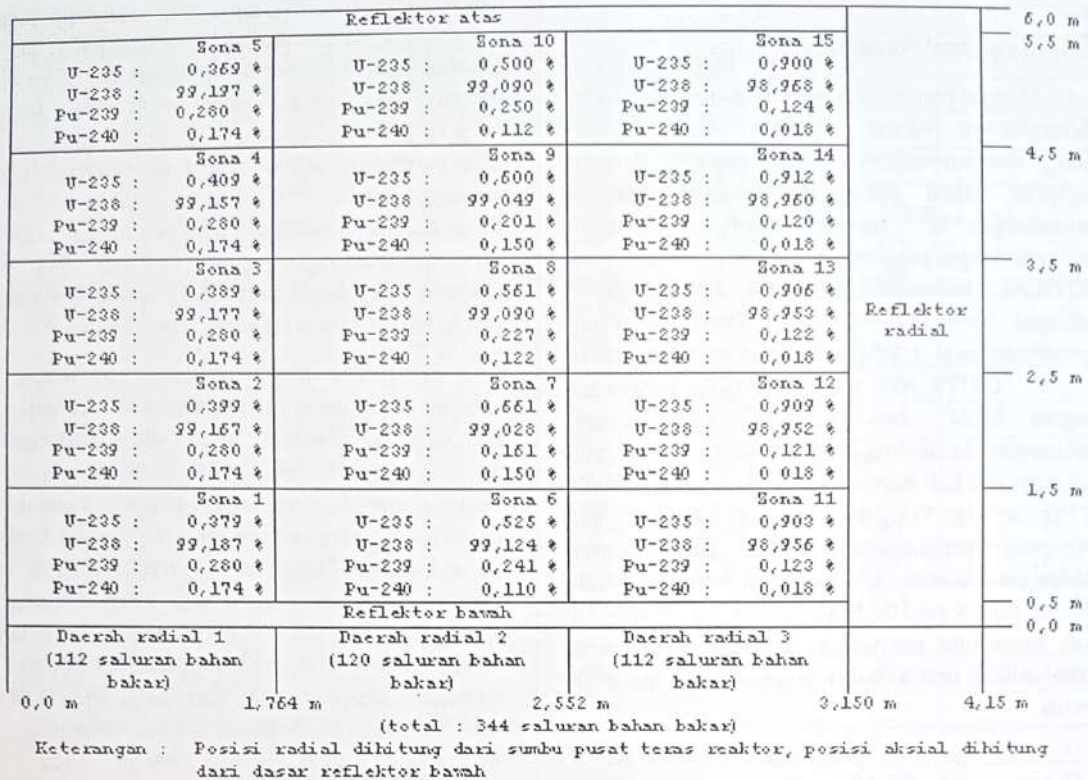 Reflektor atas 6,0 m
5,5 m
Sona 5 Sona 10 Sona 15
U-235 : 0,369 % U-235 : 0,500 % U-235 : 0,900 %
U-238 : 99,197 % U-238 : 99,090 % U-238 : 98,968 %
Pu-239 : 0,280 % Pu-239 : 0,250 % Pu-239 : 0,124 %
Pu-240 : 0,174 % Pu-240 : 0,112 % Pu-240 : 0,018 %
Sona 4 Sona 9 Sona 14 4,5 m
U-235 : 0,409 % U-235 : 0,600 % U-235 : 0,912 %
U-238 : 99,157 % U-238 : 99,049 % U-238 : 98,960 %
Pu-239 : 0,280 % Pu-239 : 0,201 % Pu-239 : 0,120 %
Pu-240 : 0,174 % Pu-240 : 0,150 % Pu-240 : 0,018 %
Sona 3 Sona 8 Sona 13 3,5 m
U-235 : 0,389 % U-235 : 0,561 % U-235 : 0,906 %
U-238 : 99,177 % U-238 : 99,090 % U-238 : 98,953 % Reflektor
Pu-239 : 0,280 % Pu-239 : 0,227 % Pu-239 : 0,122 % radial
Pu-240 : 0,174 % Pu-240 : 0,122 % Pu-240 : 0,018 %
Sona 2 Sona 7 Sona 12 2,5 m
U-235 : 0,399 % U-235 : 0,661 % U-235 : 0,909 %
U-238 : 99,167 % U-238 : 99,028 % U-238 : 98,952 %
Pu-239 : 0,280 % Pu-239 : 0,161 % Pu-239 : 0,121 %
Pu-240 : 0,174 % Pu-240 : 0,150 % Pu-240 : 0 018 %
Sona 1 Sona 6 Sona 11 1,5 m
U-235 : 0,379 % U-235 : 0,525 % U-235 : 0,903 %
U-238 : 99,187 % U-238 : 99,124 % U-238 : 98,956 %
Pu-239 : 0,280 % Pu-239 : 0,241 % Pu-239 : 0,123 %
Pu-240 : 0,174 % Pu-240 : 0,110 % Pu-240 : 0,018 %
0,5 m
Reflektor bawah 0,0 m
Daerah radial 1 Daerah radial 2 Daerah radial 3
(112 saluran bahan (120 saluran bahan (112 saluran bahan
bakar) bakar) bakar)
0,0 m 1,764 m 2,552 m 3,150 m 4,15 m
(total : 344 saluran bahan bakar)
Keterangan : Posisi radial dihitung dari sumbu pusat teras reaktor, posisi aksial dihitung
dari dasar reflektor bawah